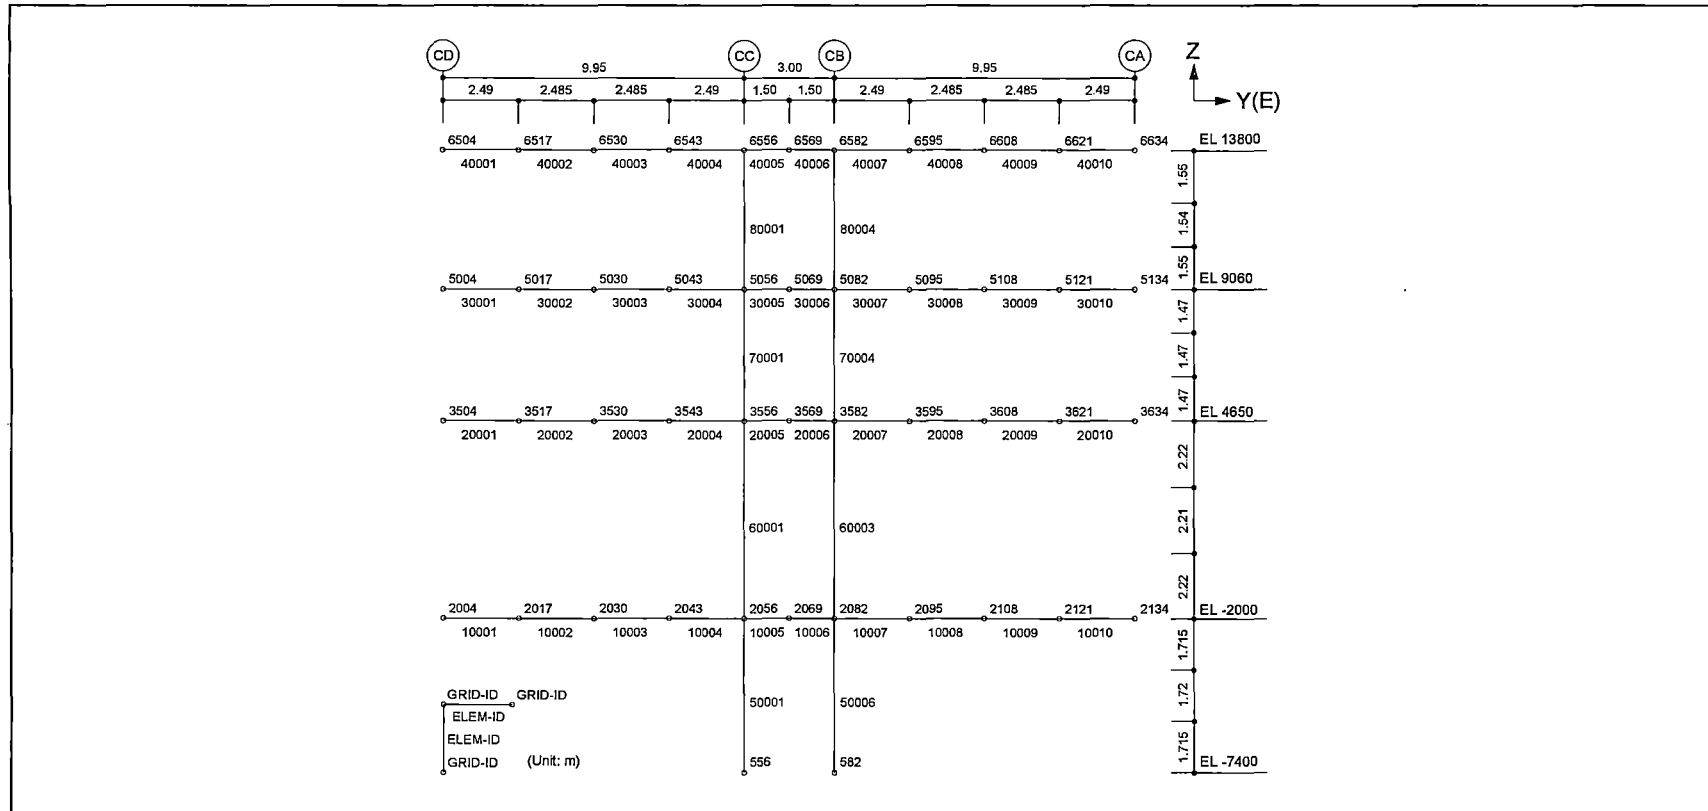 CD CC CB CA Z
9.95 3.00 9.95
2.49 2.485 2.485 2.49 1.50 1.50 2.49 2.485 2.485 2.49 Y(E)
6504 6517 6530 6543 6556 6569 6582 6595 6608 6621 6634 EL 13800
40001 40002 40003 40004 40005 40006 40007 40008 40009 40010
1.55
80001 80004 1.54
1.55
5004 5017 5030 5043 5056 5069 5082 5095 5108 5121 5134 EL 9060
30001 30002 30003 30004 30005 30006 30007 30008 30009 30010
1.47
70001 70004 1.47
1.47
3504 3517 3530 3543 3556 3569 3582 3595 3608 3621 3634 EL 4650
20001 20002 20003 20004 20005 20006 20007 20008 20009 20010
2.22
60001 60003 2.21
2.22
2004 2017 2030 2043 2056 2069 2082 2095 2108 2121 2134 EL -2000
10001 10002 10003 10004 10005 10006 10007 10008 10009 10010
1.715
GRID-ID GRID-ID 50001 50006 1.72
ELEM-ID
ELEM-ID 1.715
GRID-ID (Unit: m) 556 582 EL -7400